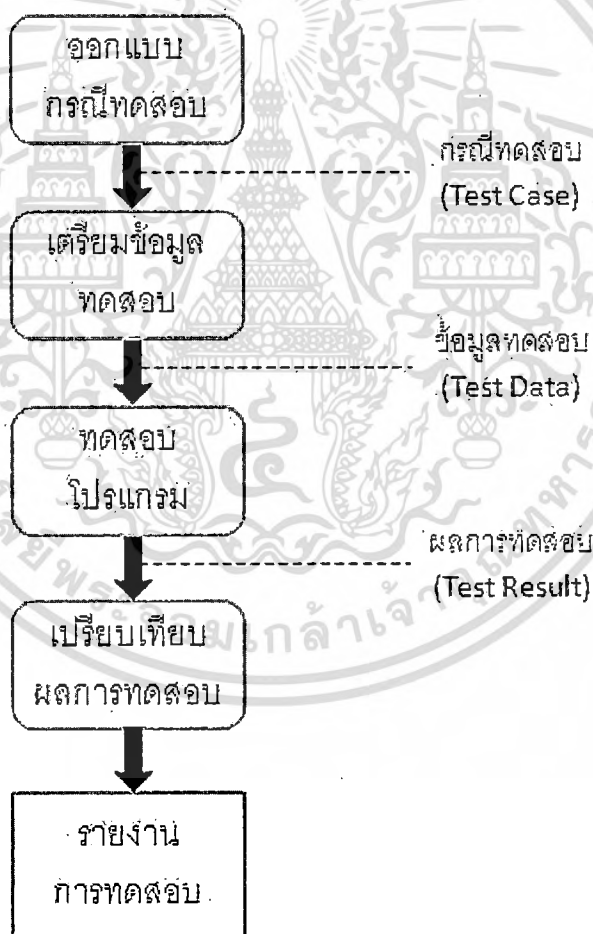 ออกแบบ
กรณีทดสอบ
กรณีทดสอบ
(Test Case)
เตรียมข้อมูล
ทดสอบ
ข้อมูลทดสอบ
(Test Data)
ทดสอบ
โปรแกรม
ผลการทดสอบ
(Test Result)
เปรียบเทียบ
ผลการทดสอบ
รายงาน
การทดสอบ